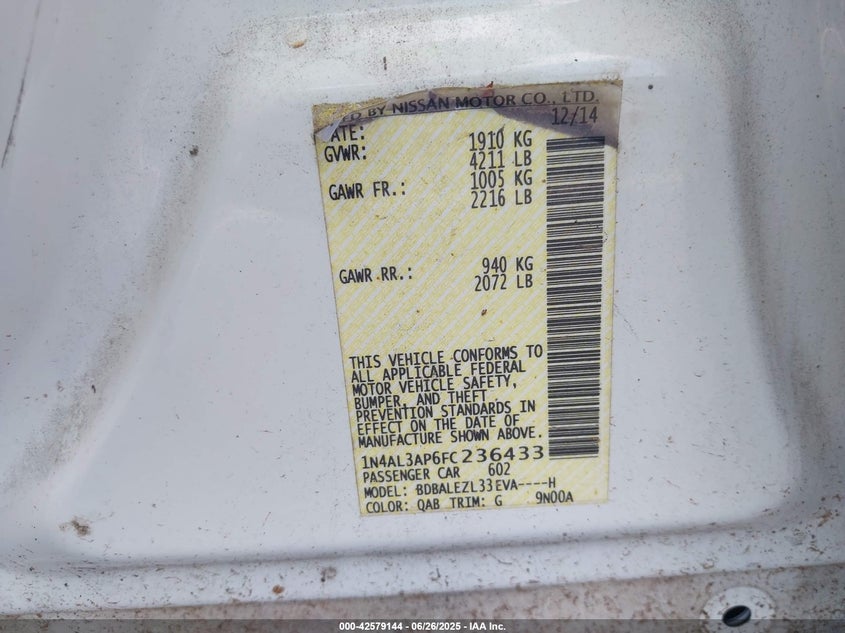 ED BY NISSAN MOTOR CO., LTD.
ATE: 12/14
GVWR: 1910 KG
4211 LB
GAWR FR.: 1005 KG
2216 LB
GAWR RR.: 940 KG
2072 LB
THIS VEHICLE CONFORMS TO
ALL APPLICABLE FEDERAL
MOTOR VEHICLE SAFETY,
BUMPER, AND THEFT
PREVENTION STANDARDS IN
EFFECT ON THE DATE OF
MANUFACTURE SHOWN ABOVE.
1N4AL3AP6FC236433
PASSENGER CAR 602
MODEL: BDBALEZL33EVA----H
COLOR: QAB TRIM: G 9N00A
000-42579144 | 06/26/2025 - IAA Inc.